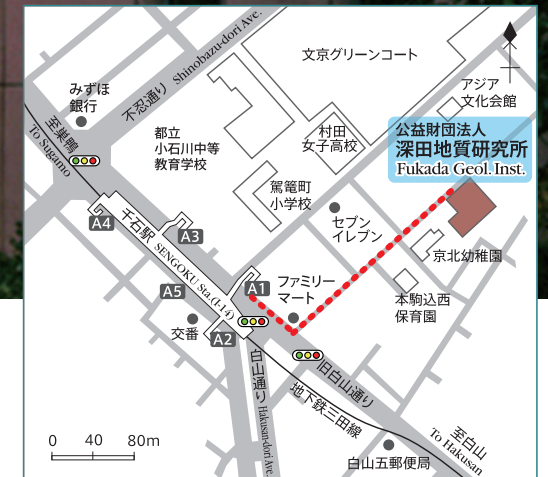 文京グリーンコート
Shinobazu-dori Ave.
不忍通り
みずほ
銀行
至巣鴨
To Sugamo
都立
小石川中等
教育学校
村田
女子高校
アジア
文化会館
公益財団法人
深田地質研究所
Fukada Geol. Inst.
駕籠町
小学校
セブン
イレブン
京北幼稚園
本駒込西
保育園
ファミリー
マート
千石駅 SENGOKU Sta.(I-14)
A4
A3
A1
A5
A2
交番
白山通り Hakusan-dori Ave.
旧白山通り
地下鉄三田線
至白山
To Hakusan
白山五郵便局
0 40 80m